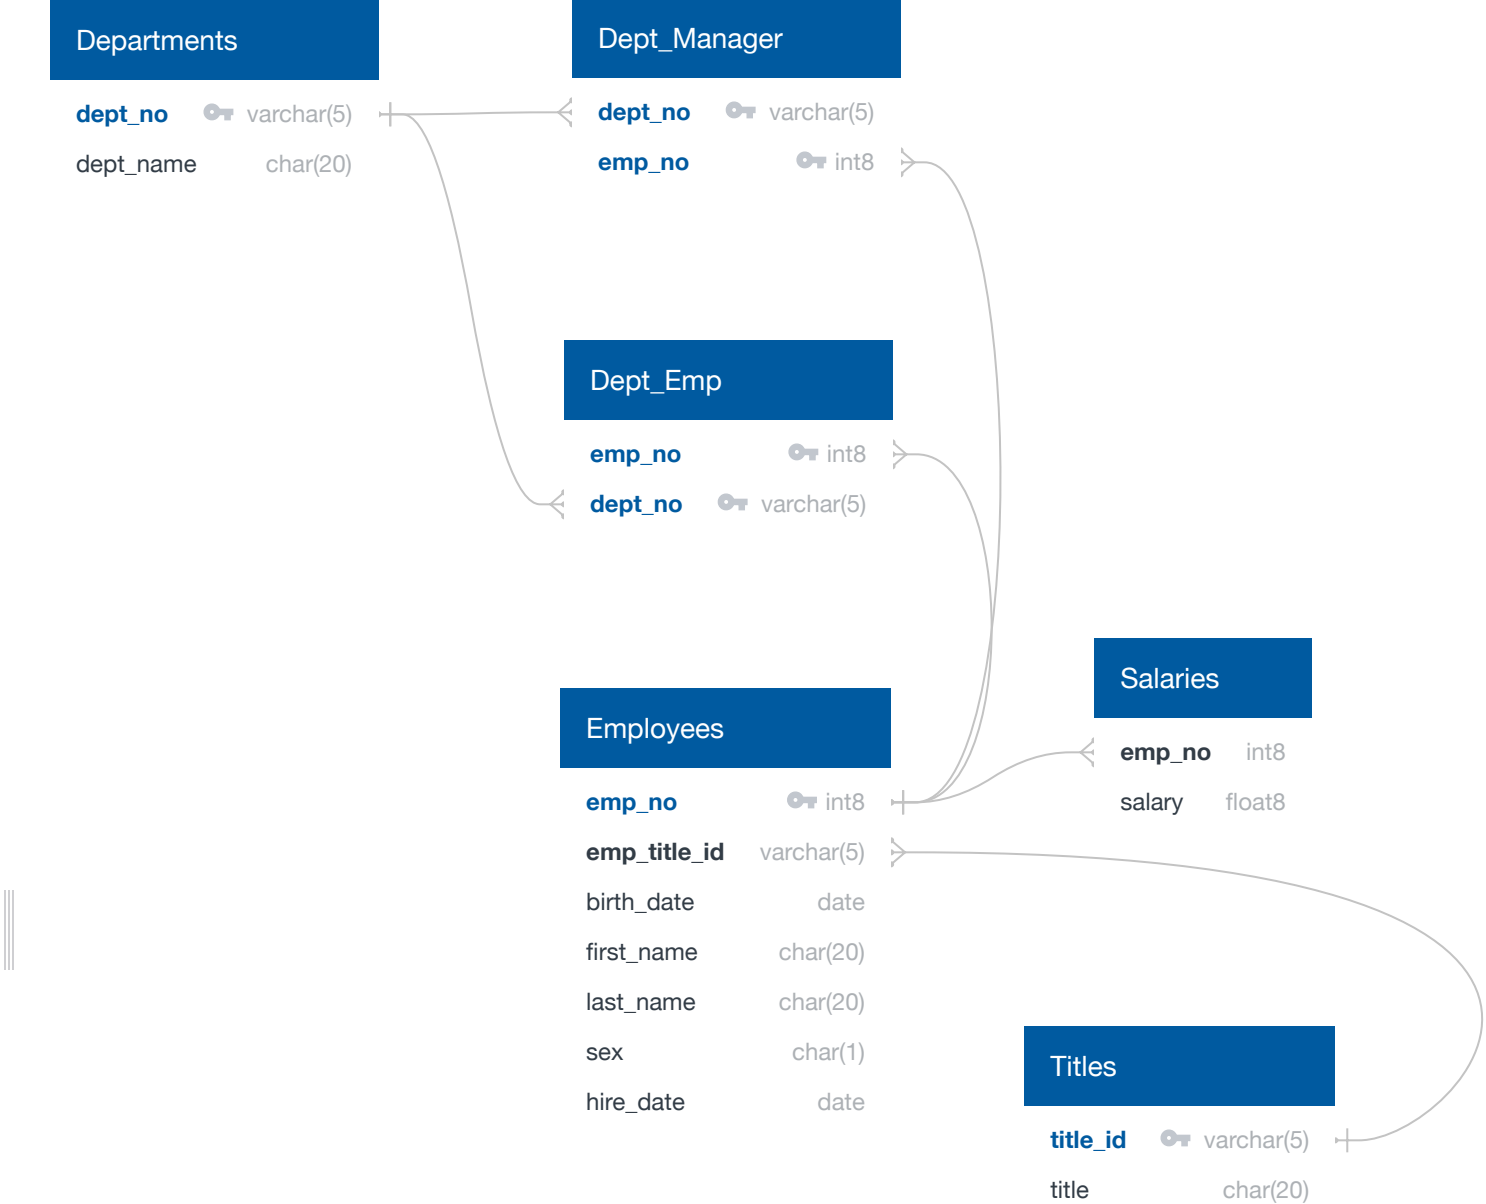 Departments
dept_no varchar(5)
dept_name char(20)
Dept_Manager
dept_no varchar(5)
emp_no int8
Dept_Emp
emp_no int8
dept_no varchar(5)
Employees
emp_no int8
emp_title_id varchar(5)
birth_date date
first_name char(20)
last_name char(20)
sex char(1)
hire_date date
Salaries
emp_no int8
salary float8
Titles
title_id varchar(5)
title char(20)